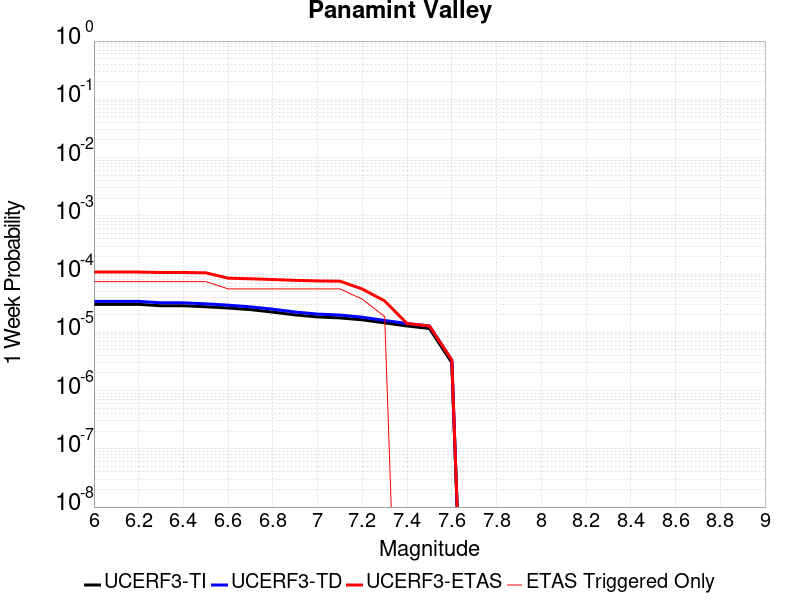 Panamint Valley
10^0
10^-1
10^-2
10^-3
10^-4
10^-5
10^-6
10^-7
10^-8
1 Week Probability
6 6.2 6.4 6.6 6.8 7 7.2 7.4 7.6 7.8 8 8.2 8.4 8.6 8.8 9
Magnitude
UCERF3-TI UCERF3-TD UCERF3-ETAS ETAS Triggered Only